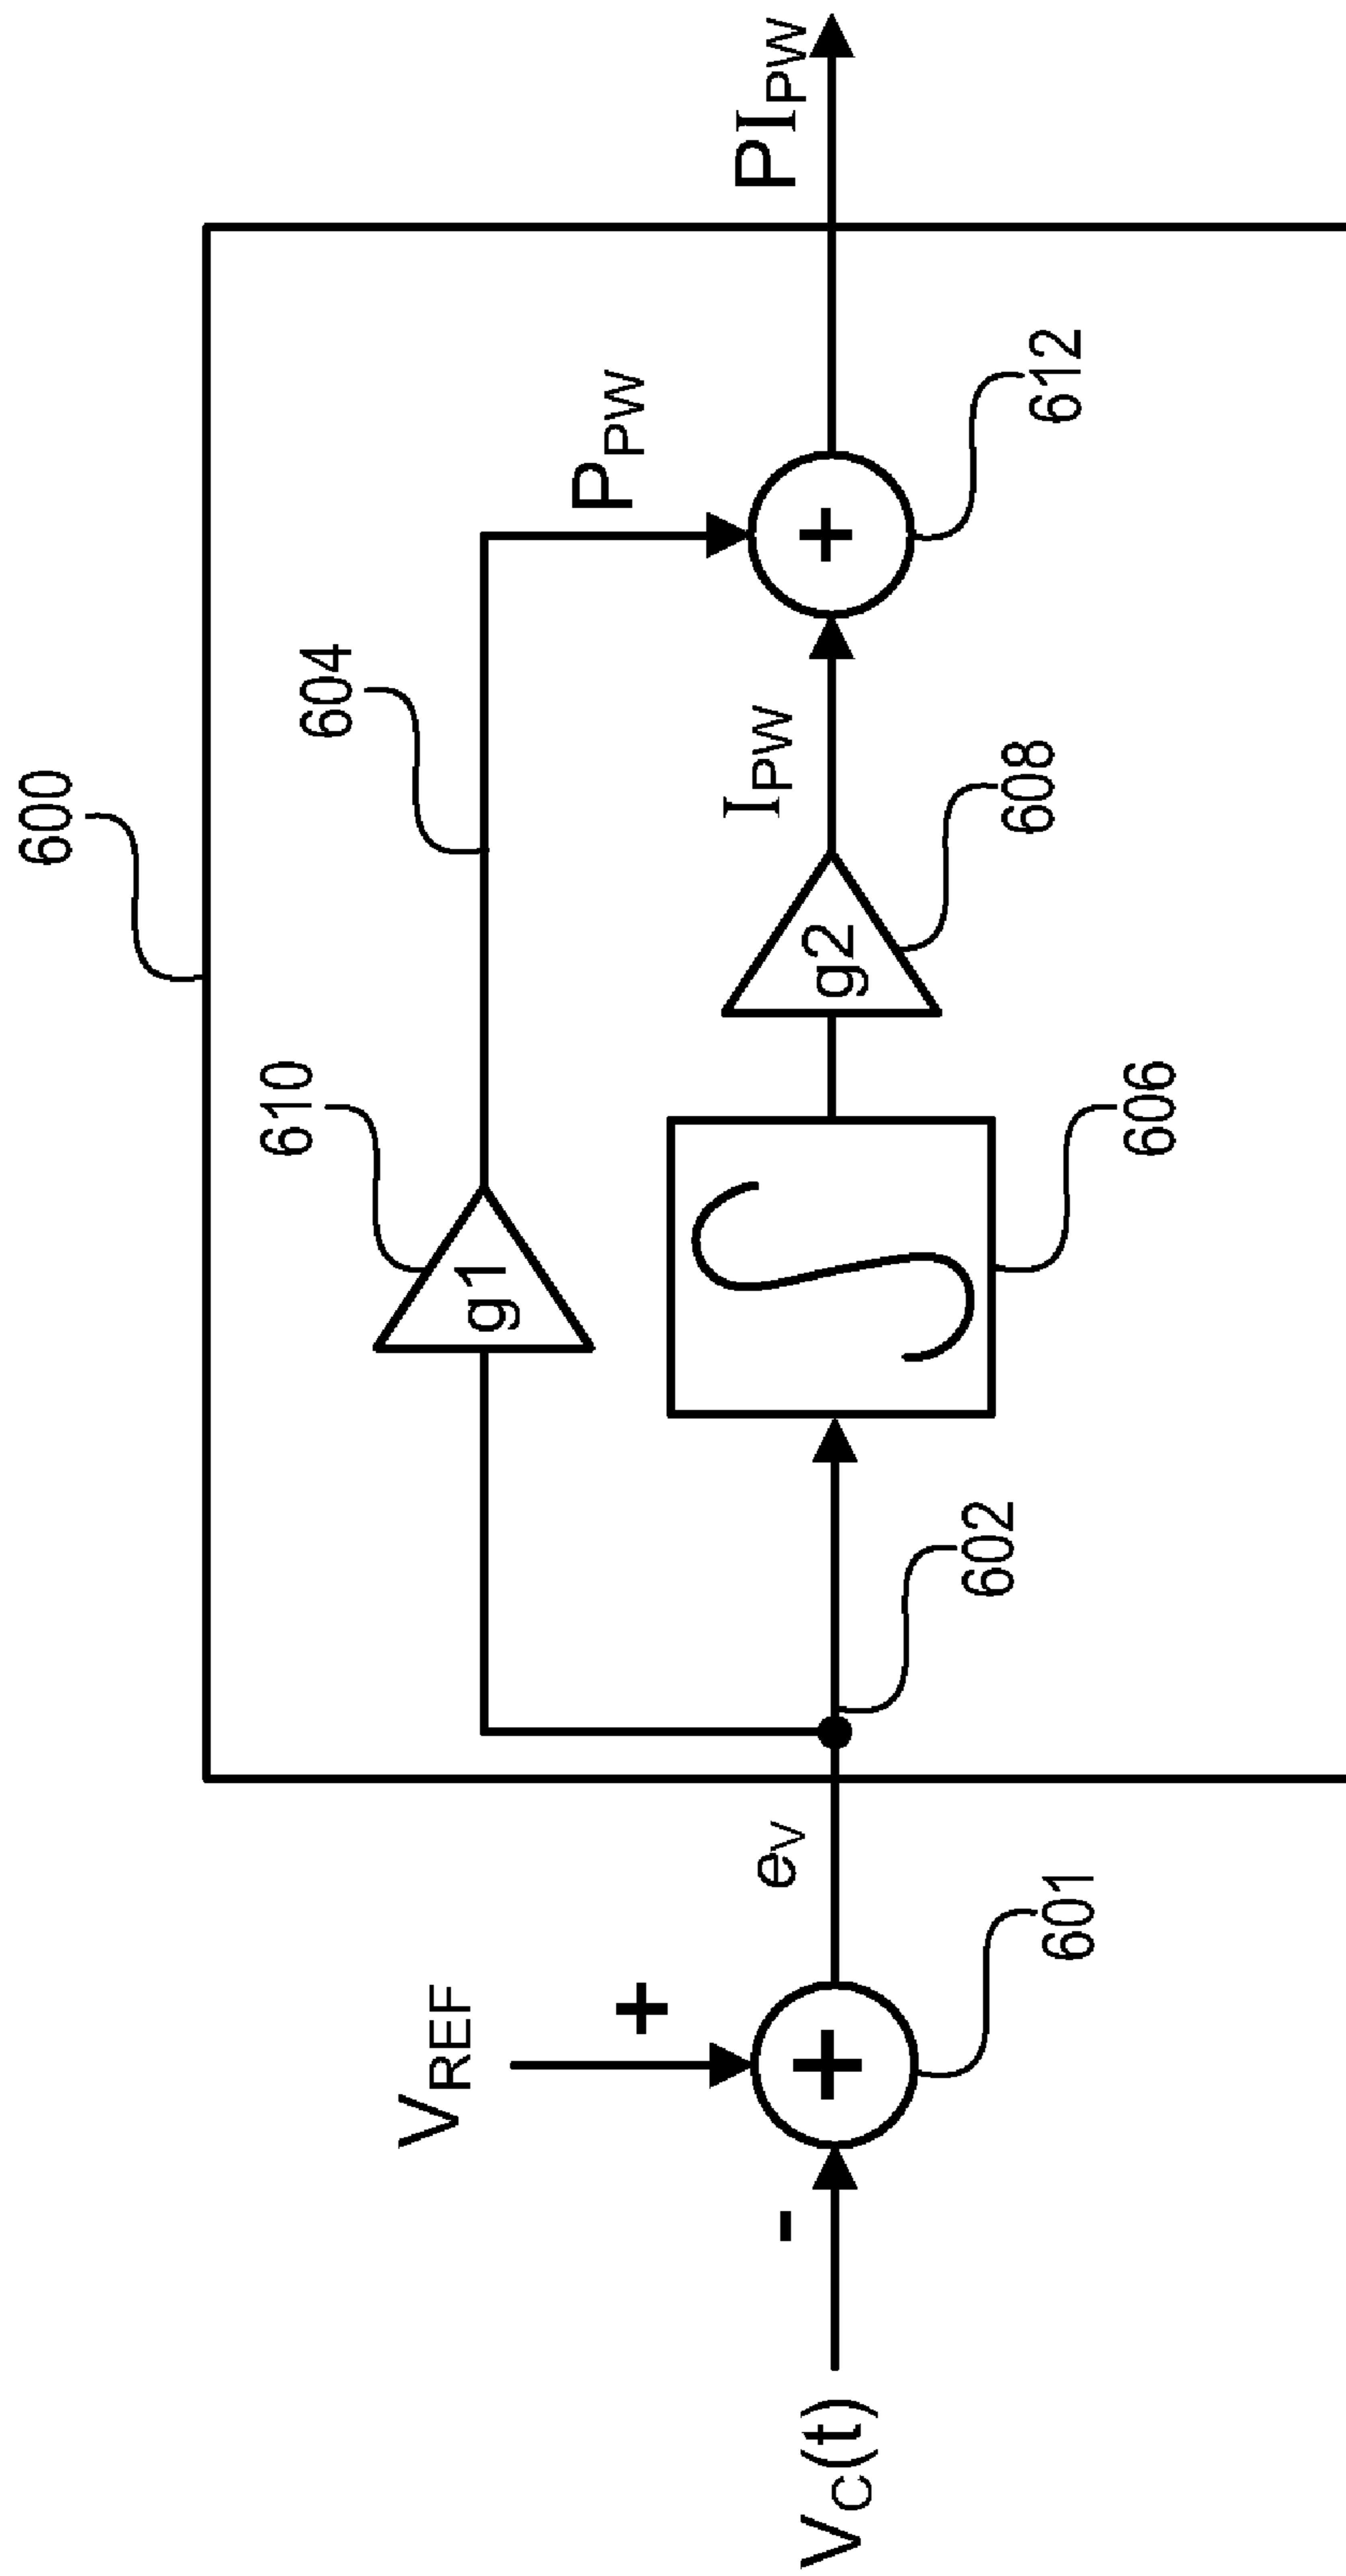 600
610
604
V_REF
+
g1
P_PW
-
+
e_V
I_PW
PI_PW
V_C(t)
g2
+
601
602
606
608
612